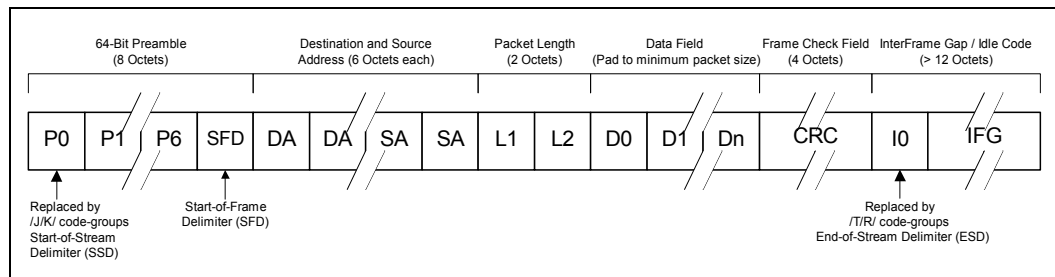 64-Bit Preamble
(8 Octets)
Destination and Source
Address (6 Octets each)
Packet Length
(2 Octets)
Data Field
(Pad to minimum packet size)
Frame Check Field
(4 Octets)
InterFrame Gap / Idle Code
(> 12 Octets)
P0 P1 P6 SFD DA DA SA SA L1 L2 D0 D1 Dn CRC I0 IFG
Replaced by
/J/K/ code-groups
Start-of-Stream
Delimiter (SSD)
Start-of-Frame
Delimiter (SFD)
Replaced by
/T/R/ code-groups
End-of-Stream Delimiter (ESD)